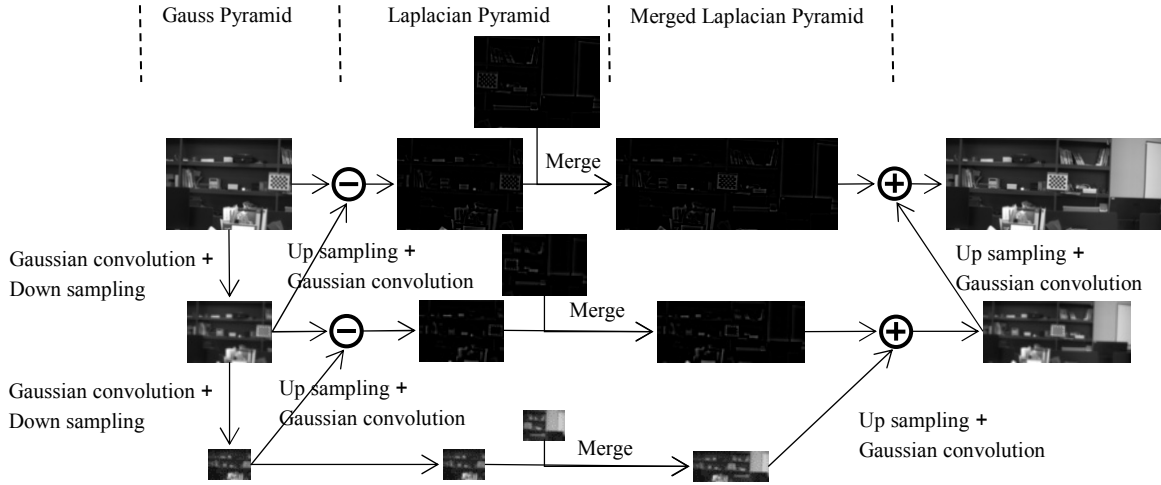 Gauss Pyramid
Laplacian Pyramid
Merged Laplacian Pyramid
Merge
Gaussian convolution +
Down sampling
Up sampling +
Gaussian convolution
Up sampling +
Gaussian convolution
Merge
Gaussian convolution +
Down sampling
Up sampling +
Gaussian convolution
Up sampling +
Gaussian convolution
Merge